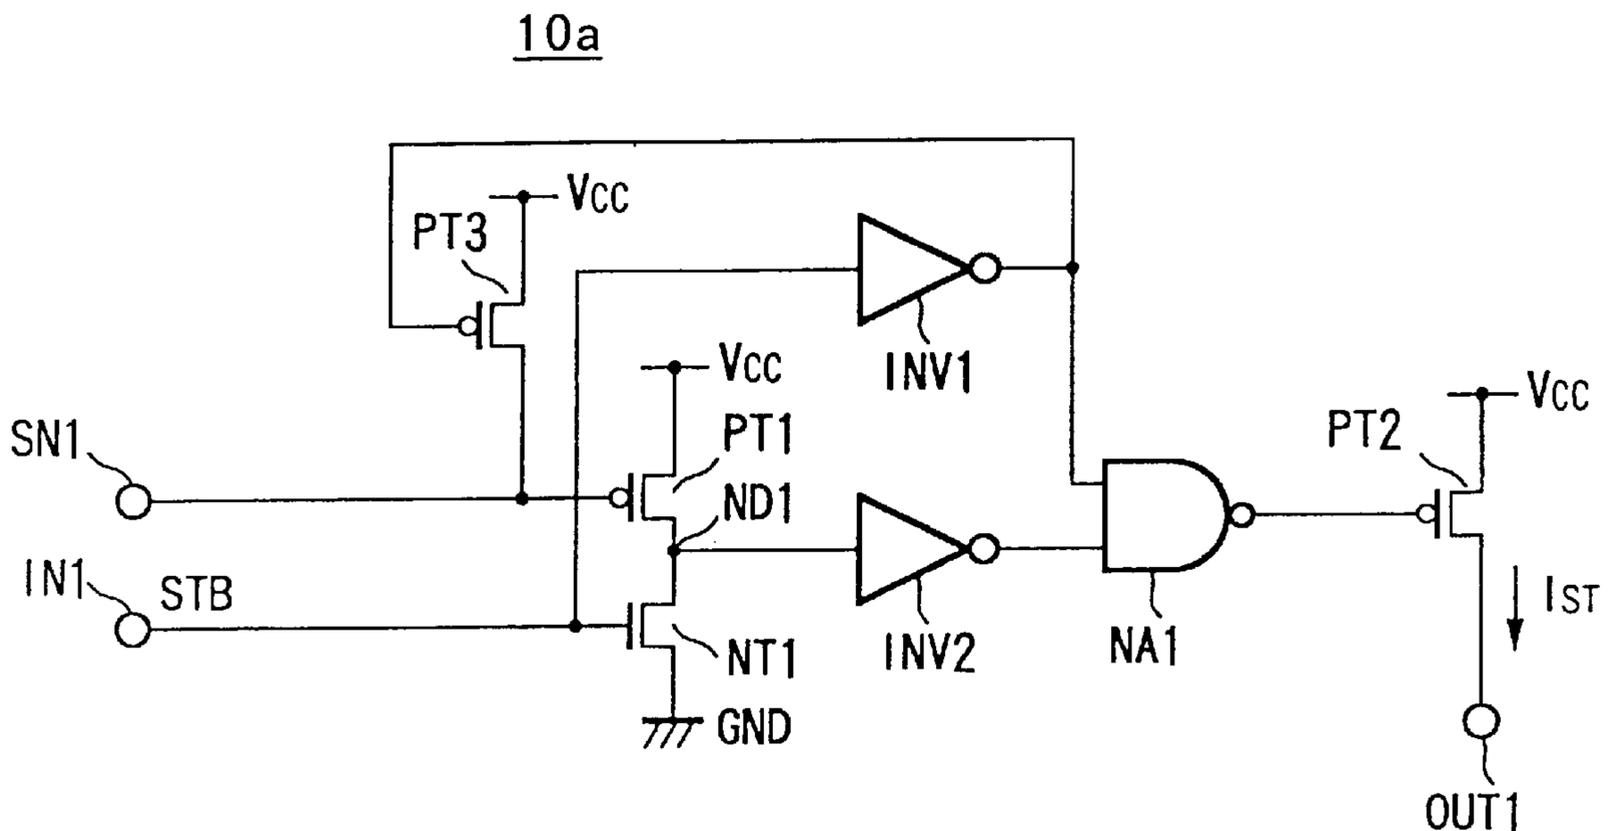 10a
VCC
PT3
INV1
VCC
PT1
ND1
VCC
PT2
SN1
IN1
STB
NT1
INV2
NA1
IST
GND
OUT1